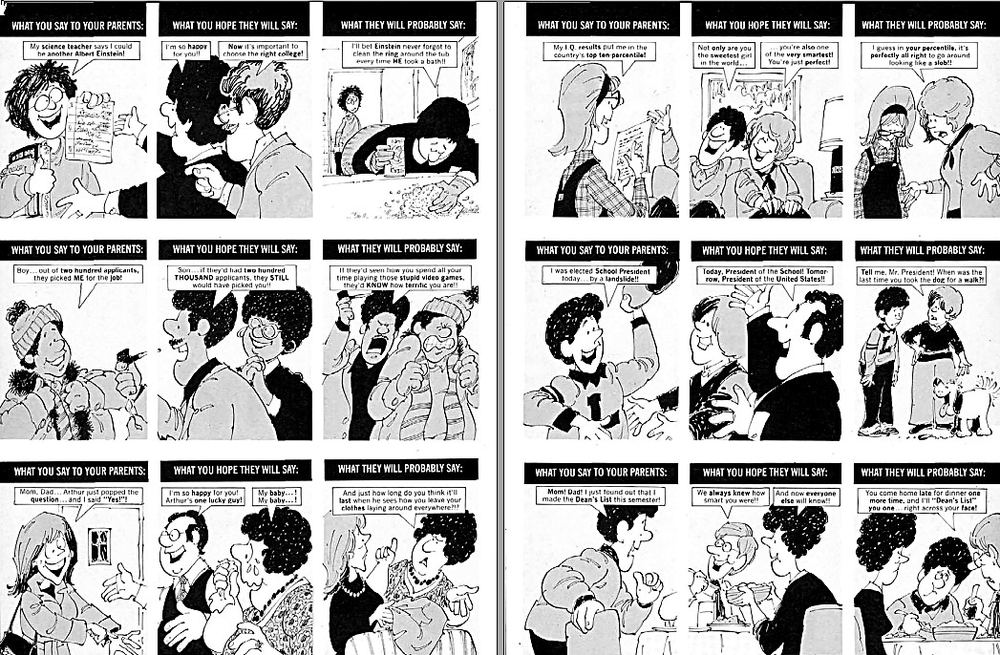 WHAT YOU SAY TO YOUR PARENTS:
My science teacher says I could
be another Albert Einstein!
WHAT YOU HOPE THEY WILL SAY:
I'm so happy
for you!!
Now it's important to
choose the right college!
WHAT THEY WILL PROBABLY SAY:
I'll bet Einstein never forgot to
clean the ring around the tub
every time HE took a bath!!
WHAT YOU SAY TO YOUR PARENTS:
Boy... out of two hundred applicants,
they picked ME for the job!
WHAT YOU HOPE THEY WILL SAY:
Son... if they'd had two hundred
THOUSAND applicants, they STILL
would have picked you!!
WHAT THEY WILL PROBABLY SAY:
If they'd seen how you spend all your
time playing those stupid video games,
they'd KNOW how terrific you are!!
WHAT YOU SAY TO YOUR PARENTS:
Mom, Dad... Arthur just popped the
question... and I said "Yes!"!
WHAT YOU HOPE THEY WILL SAY:
I'm so happy for you!
Arthur's one lucky guy!
My baby...!
My baby...!
WHAT THEY WILL PROBABLY SAY:
And just how long do you think it'll
last when he sees how you leave your
clothes laying around everywhere?!?
WHAT YOU SAY TO YOUR PARENTS:
My I.Q. results put me in the
country's top ten percentile!
WHAT YOU HOPE THEY WILL SAY:
Not only are you
the sweetest girl
in the world...
... you're also one
of the very smartest!
You're just perfect!
WHAT THEY WILL PROBABLY SAY:
I guess in your percentile, it's
perfectly all right to go around
looking like a slob!!
WHAT YOU SAY TO YOUR PARENTS:
I was elected School President
today... by a landslide!!
WHAT YOU HOPE THEY WILL SAY:
Today, President of the School! Tomor-
row, President of the United States!!
WHAT THEY WILL PROBABLY SAY:
Tell me, Mr. President! When was the
last time you took the dog for a walk?!
WHAT YOU SAY TO YOUR PARENTS:
Mom! Dad! I just found out that I
made the Dean's List this semester!
WHAT YOU HOPE THEY WILL SAY:
We always knew how
smart you were!!
And now everyone
else will know!!
WHAT THEY WILL PROBABLY SAY:
You come home late for dinner one
more time, and I'll "Dean's List"
you one... right across your face!